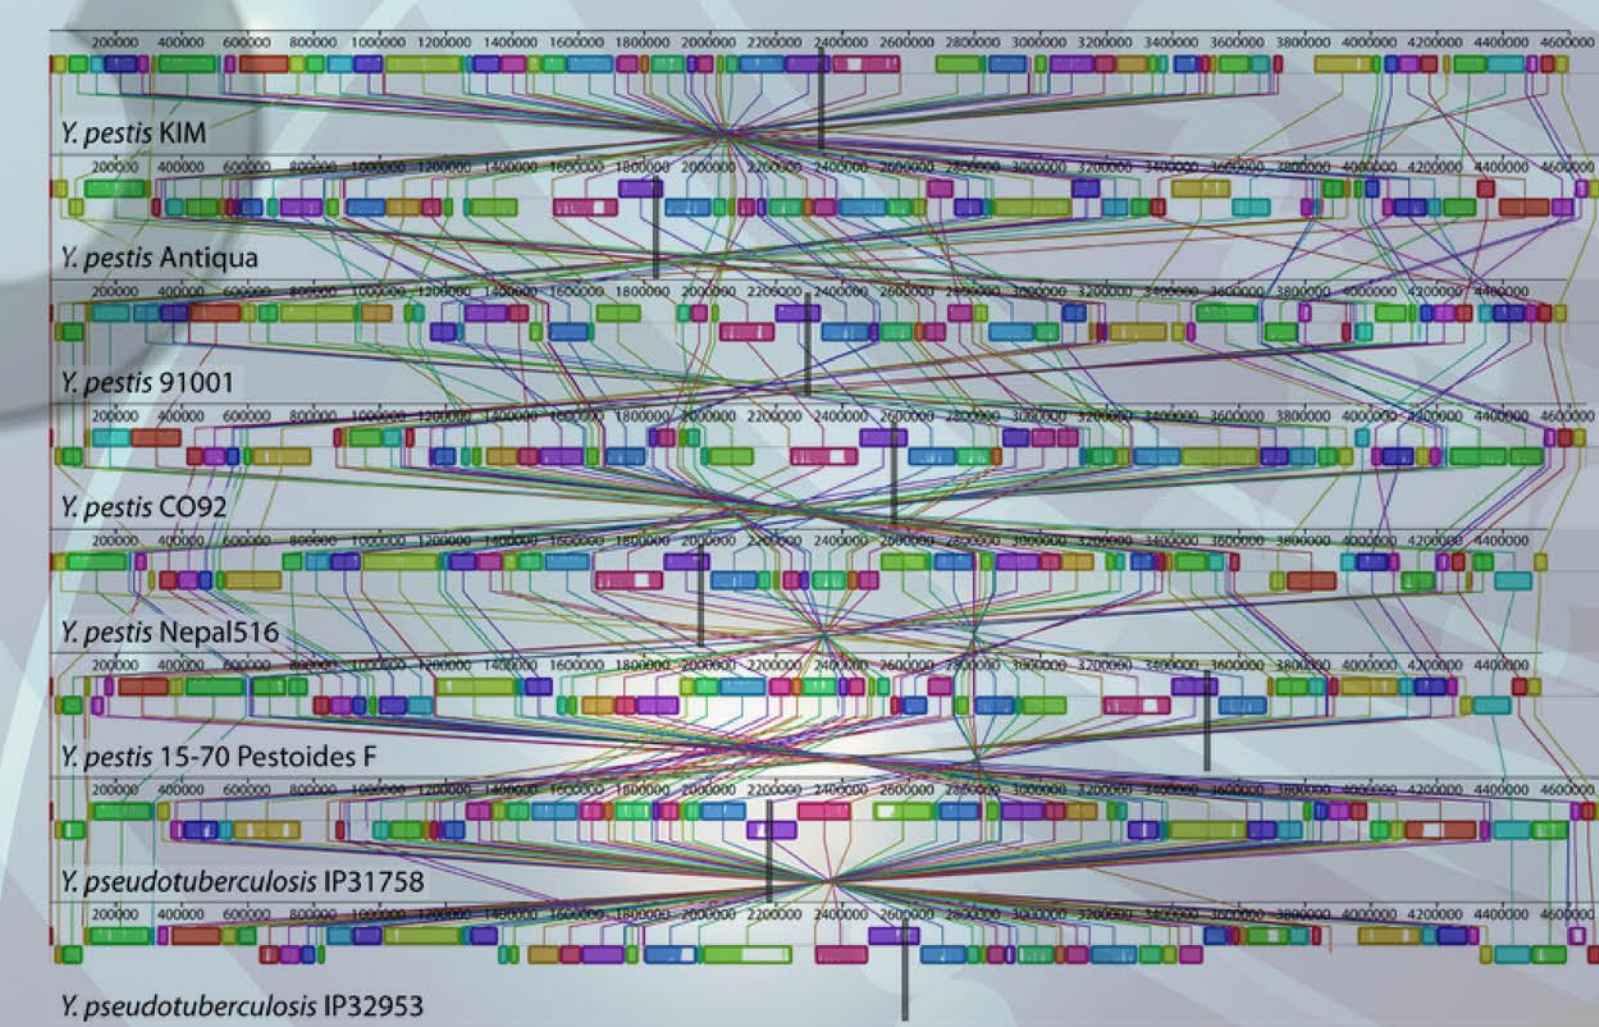 200000 400000 600000 800000 1000000 1200000 1400000 1600000 1800000 2000000 2200000 2400000 2600000 2800000 3000000 3200000 3400000 3600000 3800000 4000000 4200000 4400000 4600000
Y. pestis KIM
200000 400000 600000 800000 1000000 1200000 1400000 1600000 1800000 2000000 2200000 2400000 2600000 2800000 3000000 3200000 3400000 3600000 3800000 4000000 4200000 4400000 4600000
Y. pestis Antiqua
200000 400000 600000 800000 1000000 1200000 1400000 1600000 1800000 2000000 2200000 2400000 2600000 2800000 3000000 3200000 3400000 3600000 3800000 4000000 4200000 4400000
Y. pestis 91001
200000 400000 600000 800000 1000000 1200000 1400000 1600000 1800000 2000000 2200000 2400000 2600000 2800000 3000000 3200000 3400000 3600000 3800000 4000000 4200000 4400000 4600000
Y. pestis CO92
200000 400000 600000 800000 1000000 1200000 1400000 1600000 1800000 2000000 2200000 2400000 2600000 2800000 3000000 3200000 3400000 3600000 3800000 4000000 4200000 4400000
Y. pestis Nepal516
200000 400000 600000 800000 1000000 1200000 1400000 1600000 1800000 2000000 2200000 2400000 2600000 2800000 3000000 3200000 3400000 3600000 3800000 4000000 4200000 4400000
Y. pestis 15-70 Pestoides F
200000 400000 600000 800000 1000000 1200000 1400000 1600000 1800000 2000000 2200000 2400000 2600000 2800000 3000000 3200000 3400000 3600000 3800000 4000000 4200000 4400000 4600000
Y. pseudotuberculosis IP31758
200000 400000 600000 800000 1000000 1200000 1400000 1600000 1800000 2000000 2200000 2400000 2600000 2800000 3000000 3200000 3400000 3600000 3800000 4000000 4200000 4400000 4600000
Y. pseudotuberculosis IP32953